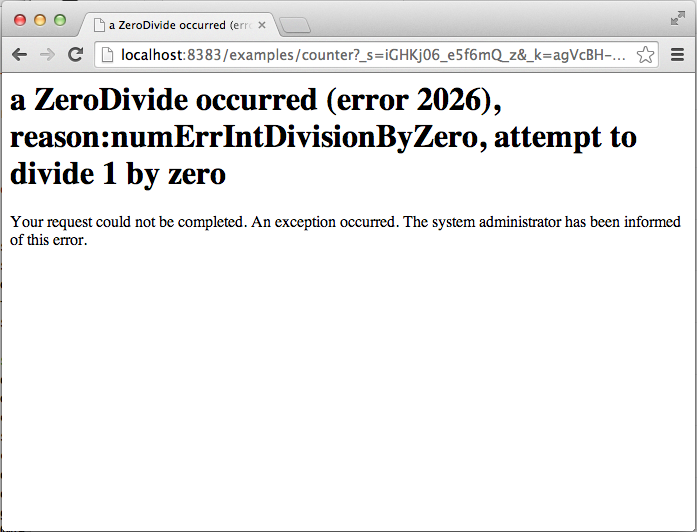 a ZeroDivide occurred (erro
localhost:8383/examples/counter?_s=iGHKj06_e5f6mQ_z&_k=agVcBH-...
a ZeroDivide occurred (error 2026),
reason:numErrIntDivisionByZero, attempt to
divide 1 by zero
Your request could not be completed. An exception occurred. The system administrator has been informed
of this error.